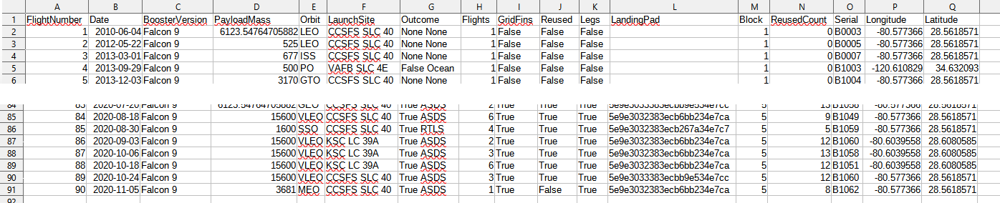 A B C D E F G H I J K L M N O P Q
1 FlightNumber Date BoosterVersion PayloadMass Orbit LaunchSite Outcome Flights GridFins Reused Legs LandingPad Block ReusedCount Serial Longitude Latitude
2 1 2010-06-04 Falcon 9 6123.54764705882 LEO CCSFS SLC 40 None None 1 False False False 1 0 B0003 -80.577366 28.5618571
3 2 2012-05-22 Falcon 9 525 LEO CCSFS SLC 40 None None 1 False False False 1 0 B0005 -80.577366 28.5618571
4 3 2013-03-01 Falcon 9 677 ISS CCSFS SLC 40 None None 1 False False False 1 0 B0007 -80.577366 28.5618571
5 4 2013-09-29 Falcon 9 500 PO VAFB SLC 4E False Ocean 1 False False False 1 0 B1003 -120.610829 34.632093
6 5 2013-12-03 Falcon 9 3170 GTO CCSFS SLC 40 None None 1 False False False 1 0 B1004 -80.577366 28.5618571
84 83 2020-07-20 Falcon 9 6123.54764705882 GEO CCSFS SLC 40 True ASDS 2 True True True 5e9e3033383ecbb9e534e7cc 5 13 B1058 -80.577366 28.5618571
85 84 2020-08-18 Falcon 9 15600 VLEO CCSFS SLC 40 True ASDS 6 True True True 5e9e3032383ecb6bb234e7ca 5 9 B1049 -80.577366 28.5618571
86 85 2020-08-30 Falcon 9 1600 SSO CCSFS SLC 40 True RTLS 4 True True True 5e9e3032383ecb267a34e7c7 5 5 B1059 -80.577366 28.5618571
87 86 2020-09-03 Falcon 9 15600 VLEO KSC LC 39A True ASDS 2 True True True 5e9e3032383ecb6bb234e7ca 5 12 B1060 -80.6039558 28.6080585
88 87 2020-10-06 Falcon 9 15600 VLEO KSC LC 39A True ASDS 3 True True True 5e9e3032383ecb6bb234e7ca 5 13 B1058 -80.6039558 28.6080585
89 88 2020-10-18 Falcon 9 15600 VLEO KSC LC 39A True ASDS 6 True True True 5e9e3032383ecb6bb234e7ca 5 12 B1051 -80.6039558 28.6080585
90 89 2020-10-24 Falcon 9 15600 VLEO CCSFS SLC 40 True ASDS 3 True True True 5e9e3033383ecbb9e534e7cc 5 12 B1060 -80.577366 28.5618571
91 90 2020-11-05 Falcon 9 3681 MEO CCSFS SLC 40 True ASDS 1 True False True 5e9e3032383ecb6bb234e7ca 5 8 B1062 -80.577366 28.5618571
92